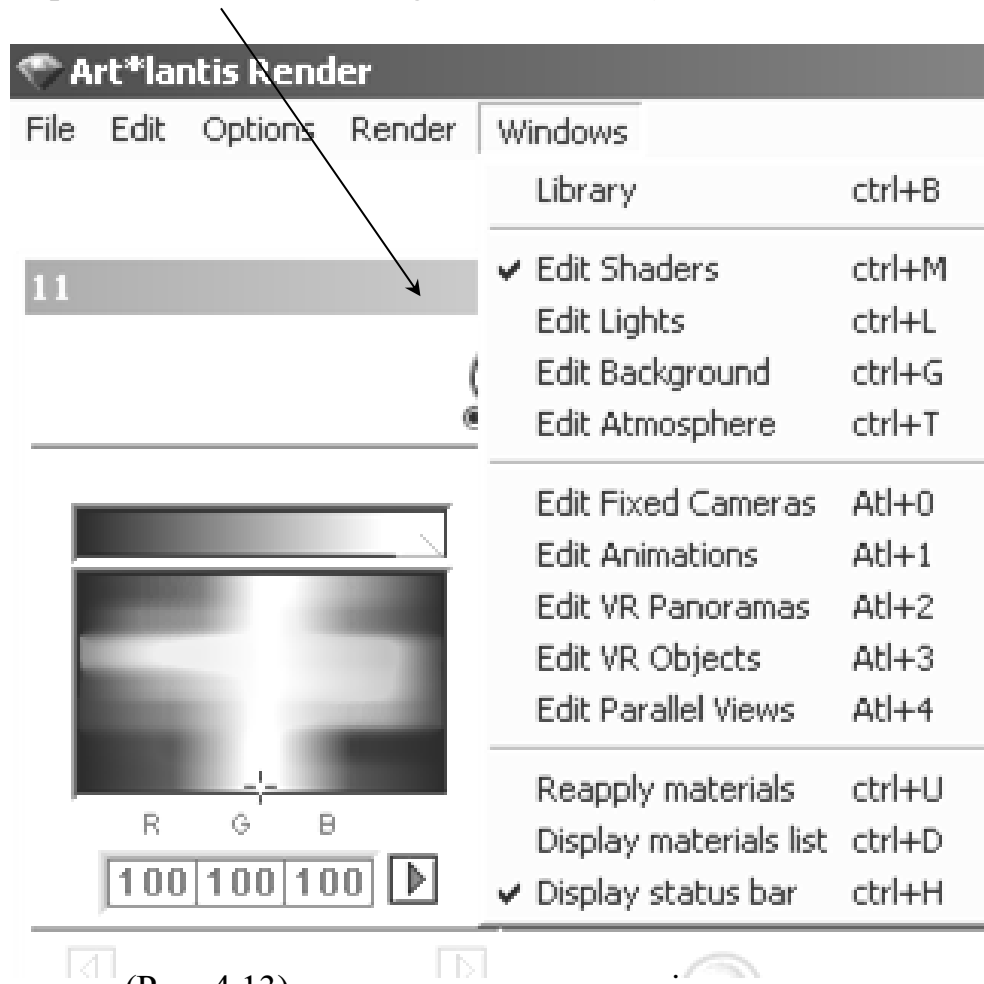 Art*lantis Render
File Edit Options Render Windows
Library ctrl+B
11
Edit Shaders ctrl+M
Edit Lights ctrl+L
Edit Background ctrl+G
Edit Atmosphere ctrl+T
Edit Fixed Cameras Atl+0
Edit Animations Atl+1
Edit VR Panoramas Atl+2
Edit VR Objects Atl+3
Edit Parallel Views Atl+4
Reapply materials ctrl+U
Display materials list ctrl+D
Display status bar ctrl+H
R G B
100 100 100